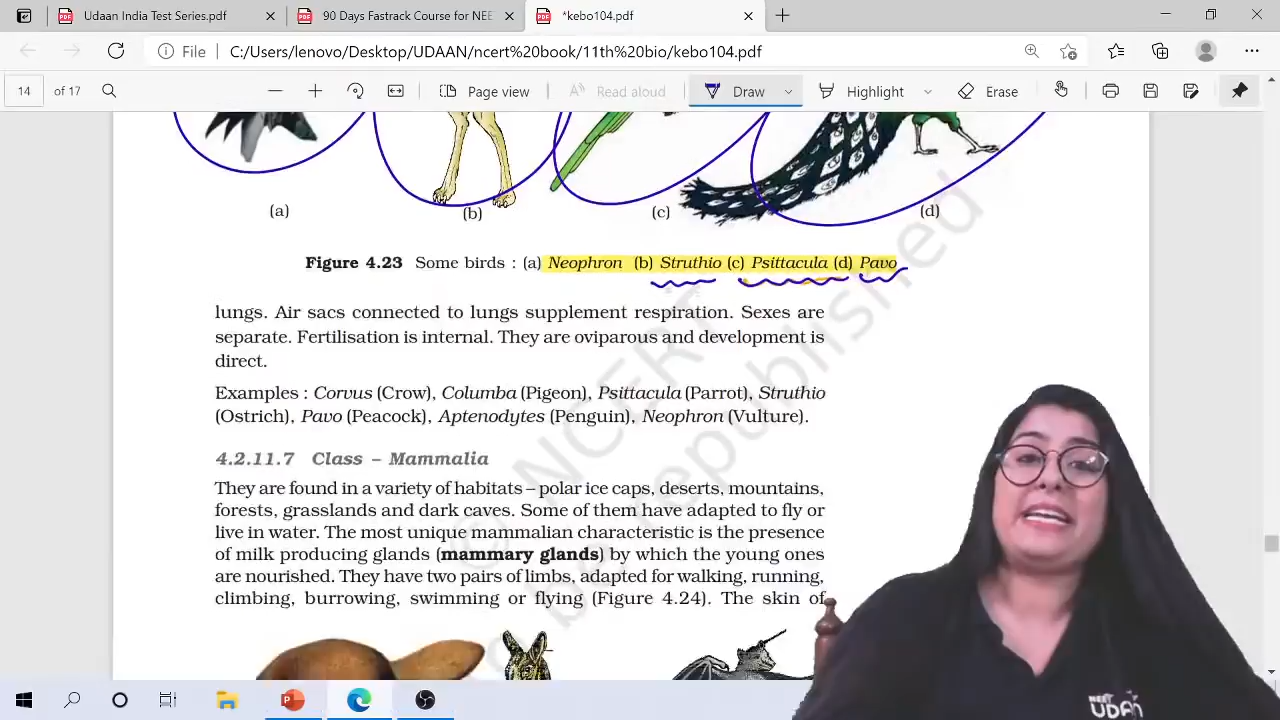 Udaan India Test Series.pdf
90 Days Fastrack Course for NEE
*kebo104.pdf
File
C:/Users/lenovo/Desktop/UDAAN/ncert%20book/11th%20bio/kebo104.pdf
14 of 17
Page view
Read aloud
Draw
Highlight
Erase
(a)
(b)
(c)
(d)
Figure 4.23 Some birds : (a) Neophron (b) Struthio (c) Psittacula (d) Pavo
lungs. Air sacs connected to lungs supplement respiration. Sexes are
separate. Fertilisation is internal. They are oviparous and development is
direct.
Examples : Corvus (Crow), Columba (Pigeon), Psittacula (Parrot), Struthio
(Ostrich), Pavo (Peacock), Aptenodytes (Penguin), Neophron (Vulture).
4.2.11.7 Class – Mammalia
They are found in a variety of habitats – polar ice caps, deserts, mountains,
forests, grasslands and dark caves. Some of them have adapted to fly or
live in water. The most unique mammalian characteristic is the presence
of milk producing glands (mammary glands) by which the young ones
are nourished. They have two pairs of limbs, adapted for walking, running,
climbing, burrowing, swimming or flying (Figure 4.24). The skin of
© NCERT
be republished
NEET
UDAN